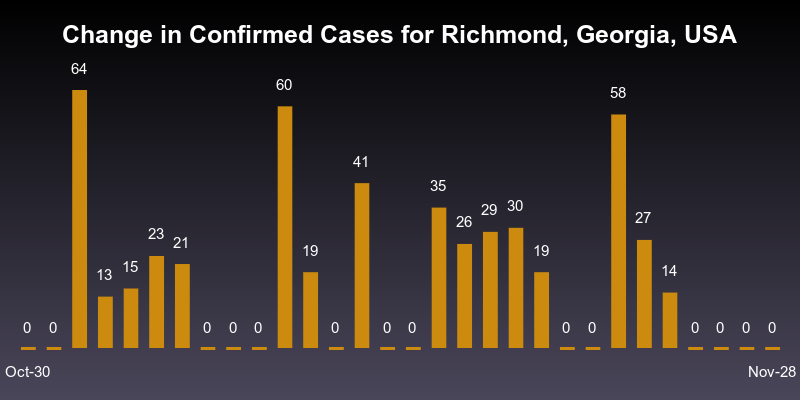 Change in Confirmed Cases for Richmond, Georgia, USA
0 0 64 13 15 23 21 0 0 0 60 19 0 41 0 0 35 26 29 30 19 0 0 58 27 14 0 0 0 0
Oct-30 Nov-28